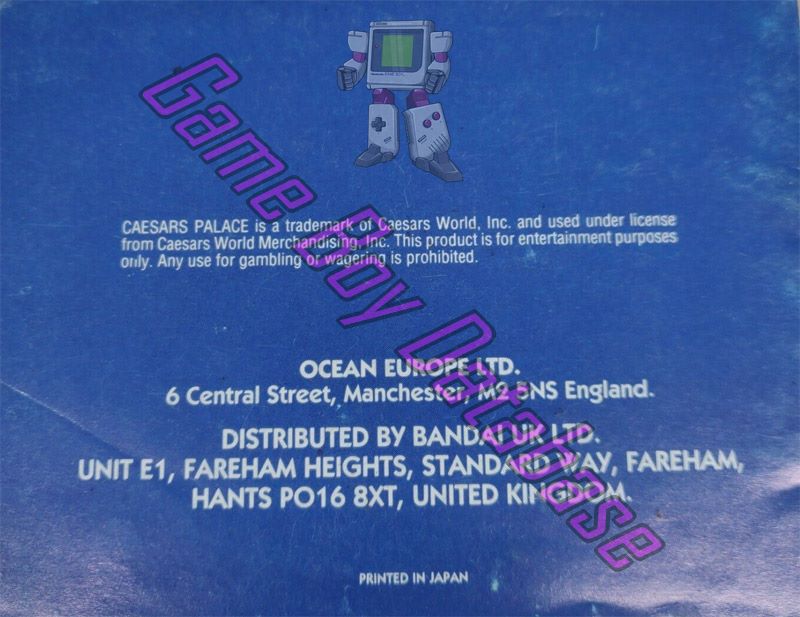 CAESARS PALACE is a trademark of Caesars World, Inc. and used under license
from Caesars World Merchandising, Inc. This product is for entertainment purposes
only. Any use for gambling or wagering is prohibited.
Game Boy Database
OCEAN EUROPE LTD.
6 Central Street, Manchester, M2 5NS England.
DISTRIBUTED BY BANDAI UK LTD.
UNIT E1, FAREHAM HEIGHTS, STANDARD WAY, FAREHAM,
HANTS PO16 8XT, UNITED KINGDOM.
PRINTED IN JAPAN